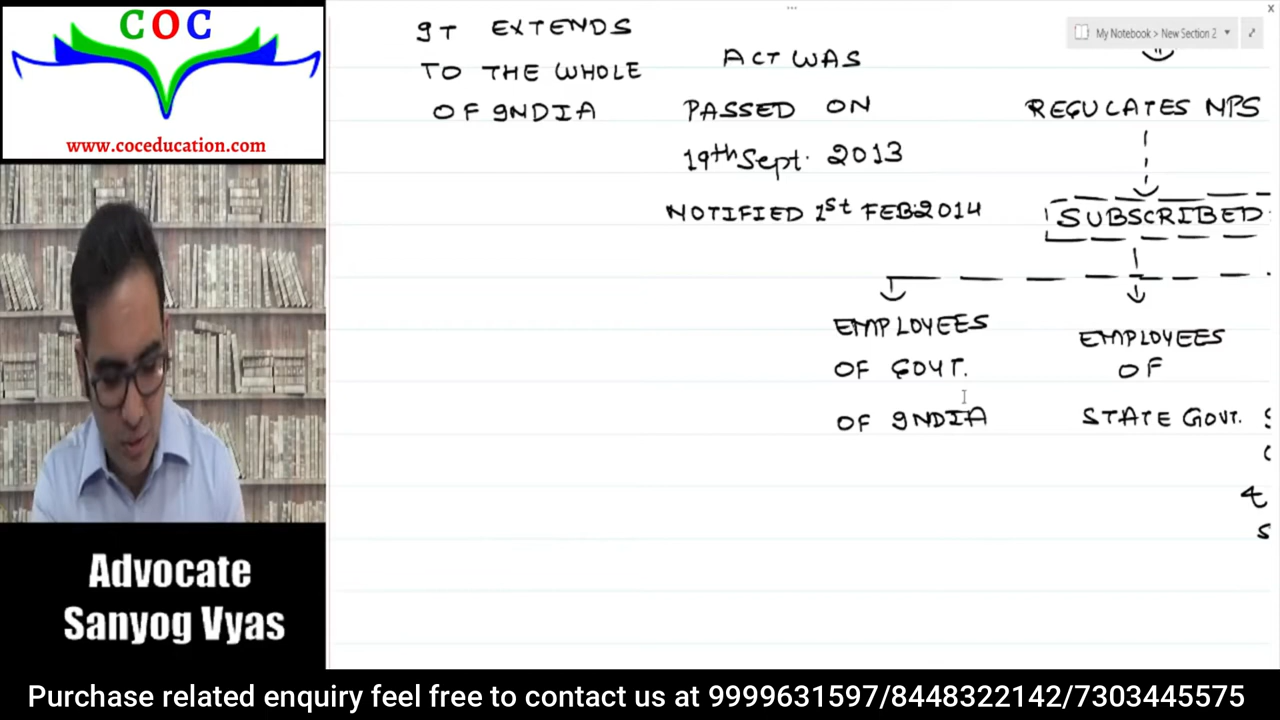 COC
www.coceducation.com
Advocate
Sanyog Vyas
IT EXTENDS
TO THE WHOLE
OF INDIA
ACT WAS
PASSED ON
19th Sept. 2013
NOTIFIED 1st FEB. 2014
My Notebook > New Section 2
REGULATES NPS
SUBSCRIBED
EMPLOYEES
OF GOVT.
OF INDIA
EMPLOYEES
OF
STATE GOVT.
Purchase related enquiry feel free to contact us at 9999631597/8448322142/7303445575